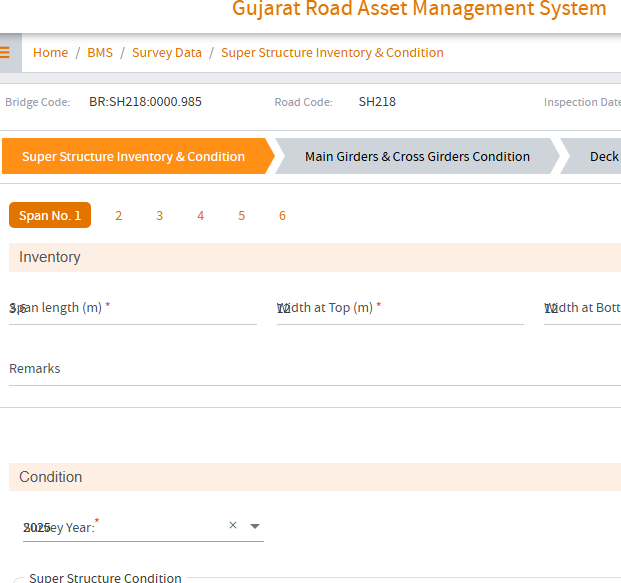 Gujarat Road Asset Management System
Home / BMS / Survey Data / Super Structure Inventory & Condition
Bridge Code: BR:SH218:0000.985 Road Code: SH218 Inspection Date
Super Structure Inventory & Condition Main Girders & Cross Girders Condition Deck
Span No. 1 2 3 4 5 6
Inventory
Span length (m) * Width at Top (m) * 12 Width at Bott
Remarks
Condition
Survey Year: * 2025 ×
Super Structure Condition